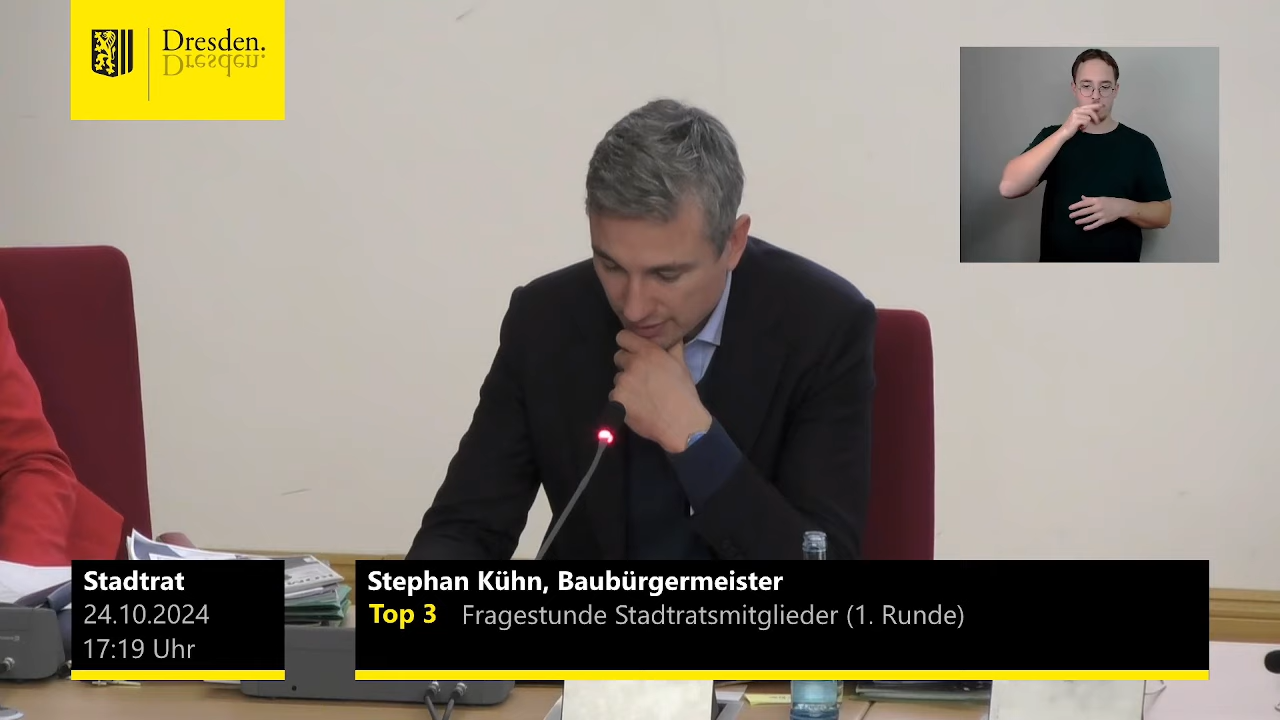 Dresden.
Dresden.
Stadtrat
24.10.2024
17:19 Uhr
Stephan Kühn, Baubürgermeister
Top 3 Fragestunde Stadtratsmitglieder (1. Runde)